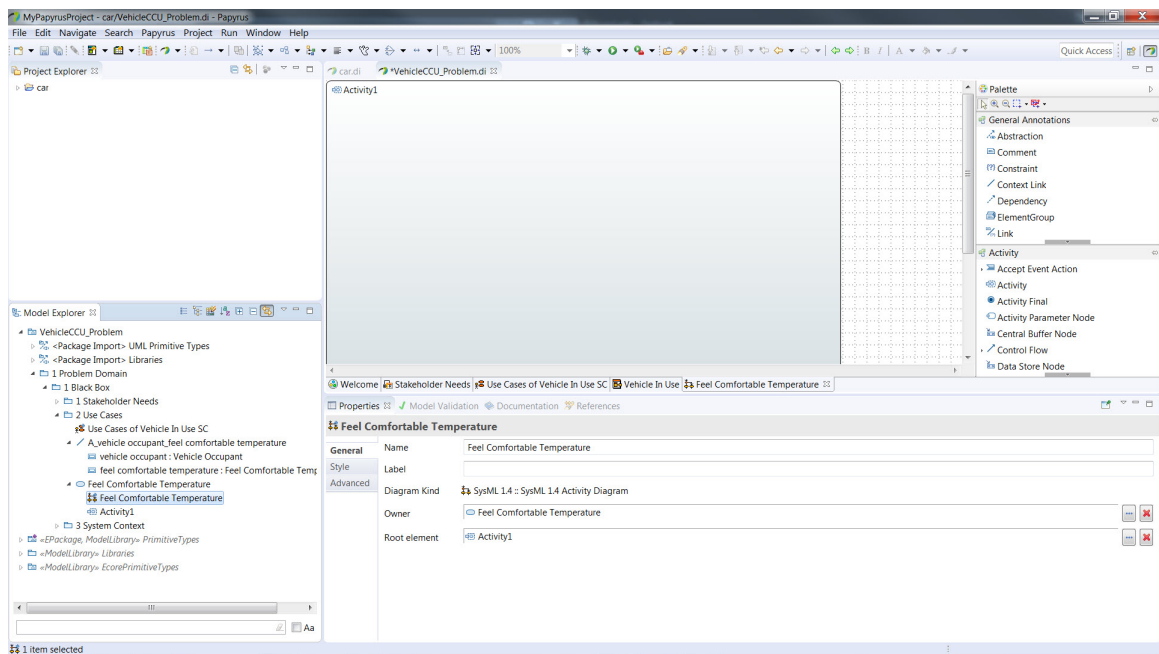 MyPapyrusProject - car/VehicleCCU_Problem.di - Papyrus
File Edit Navigate Search Papyrus Project Run Window Help
100%
B I A
Quick Access
Project Explorer
car
car.di
*VehicleCCU_Problem.di
Activity1
Palette
General Annotations
Abstraction
Comment
Constraint
Context Link
Dependency
ElementGroup
Link
Activity
Accept Event Action
Activity
Activity Final
Activity Parameter Node
Central Buffer Node
Control Flow
Data Store Node
Model Explorer
VehicleCCU_Problem
<Package Import> UML Primitive Types
<Package Import> Libraries
1 Problem Domain
1 Black Box
1 Stakeholder Needs
2 Use Cases
Use Cases of Vehicle In Use SC
A_vehicle occupant_feel comfortable temperature
vehicle occupant : Vehicle Occupant
feel comfortable temperature : Feel Comfortable Temp
Feel Comfortable Temperature
Feel Comfortable Temperature
Activity1
3 System Context
«EPackage, ModelLibrary» PrimitiveTypes
«ModelLibrary» Libraries
«ModelLibrary» EcorePrimitiveTypes
Aa
1 item selected
Welcome
Stakeholder Needs
Use Cases of Vehicle In Use SC
Vehicle In Use
Feel Comfortable Temperature
Properties
Model Validation
Documentation
References
Feel Comfortable Temperature
General
Style
Advanced
Name
Feel Comfortable Temperature
Label
Diagram Kind
SysML 1.4 :: SysML 1.4 Activity Diagram
Owner
Feel Comfortable Temperature
Root element
Activity1